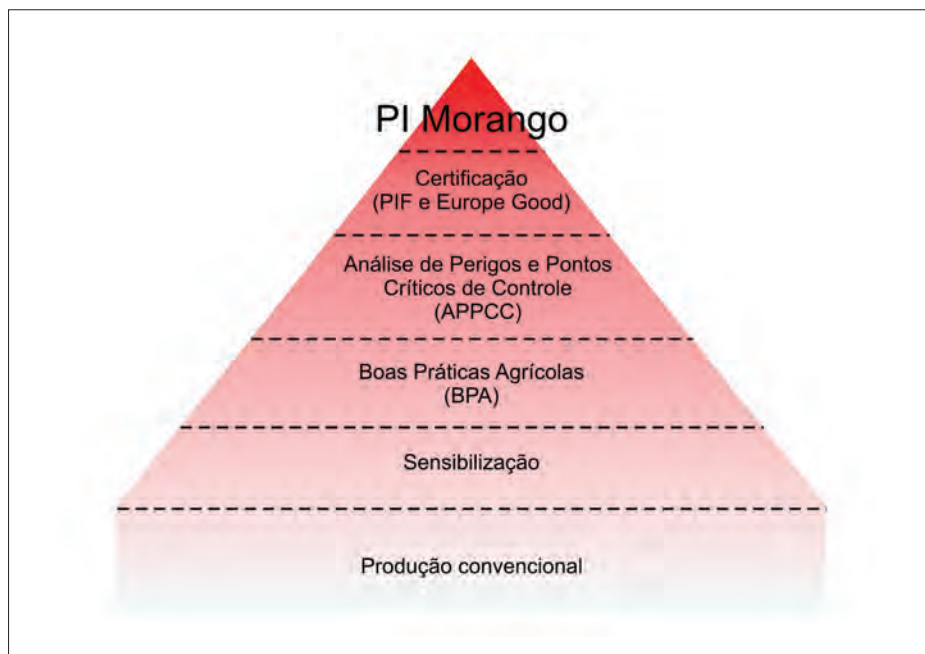 PI Morango
Certificação
(PIF e Europe Good)
Análise de Perigos e Pontos
Críticos de Controle
(APPCC)
Boas Práticas Agrícolas
(BPA)
Sensibilização
Produção convencional